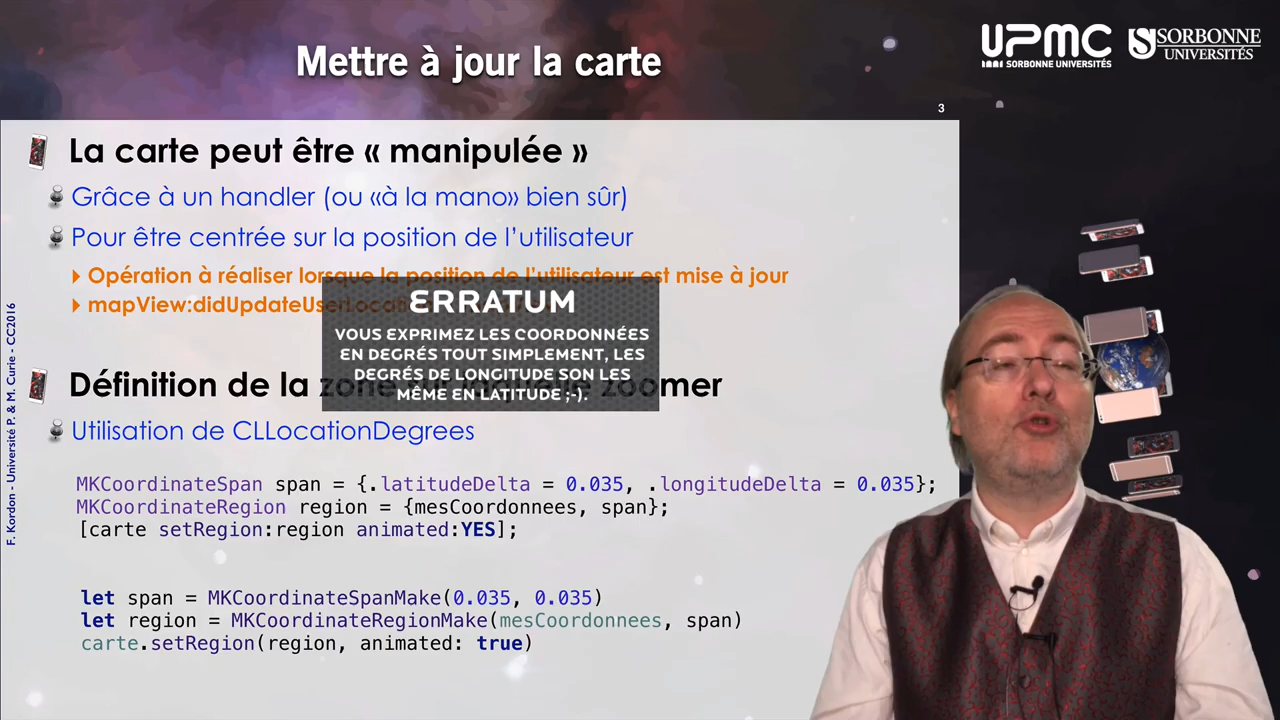 Mettre à jour la carte
UPMC
SORBONNE UNIVERSITÉS
SORBONNE
UNIVERSITÉS
3
La carte peut être « manipulée »
Grâce à un handler (ou «à la mano» bien sûr)
Pour être centrée sur la position de l'utilisateur
Opération à réaliser lorsque la position de l'utilisateur est mise à jour
mapView:didUpdateUserLocati
ERRATUM
VOUS EXPRIMEZ LES COORDONNÉES
EN DEGRÉS TOUT SIMPLEMENT, LES
DEGRÉS DE LONGITUDE SON LES
MÊME EN LATITUDE ;-).
Définition de la zone sur laquelle zoomer
Utilisation de CLLocationDegrees
MKCoordinateSpan span = {.latitudeDelta = 0.035, .longitudeDelta = 0.035};
MKCoordinateRegion region = {mesCoordonnees, span};
[carte setRegion:region animated:YES];
let span = MKCoordinateSpanMake(0.035, 0.035)
let region = MKCoordinateRegionMake(mesCoordonnees, span)
carte.setRegion(region, animated: true)
F. Kordon - Université P. & M. Curie - CC2016